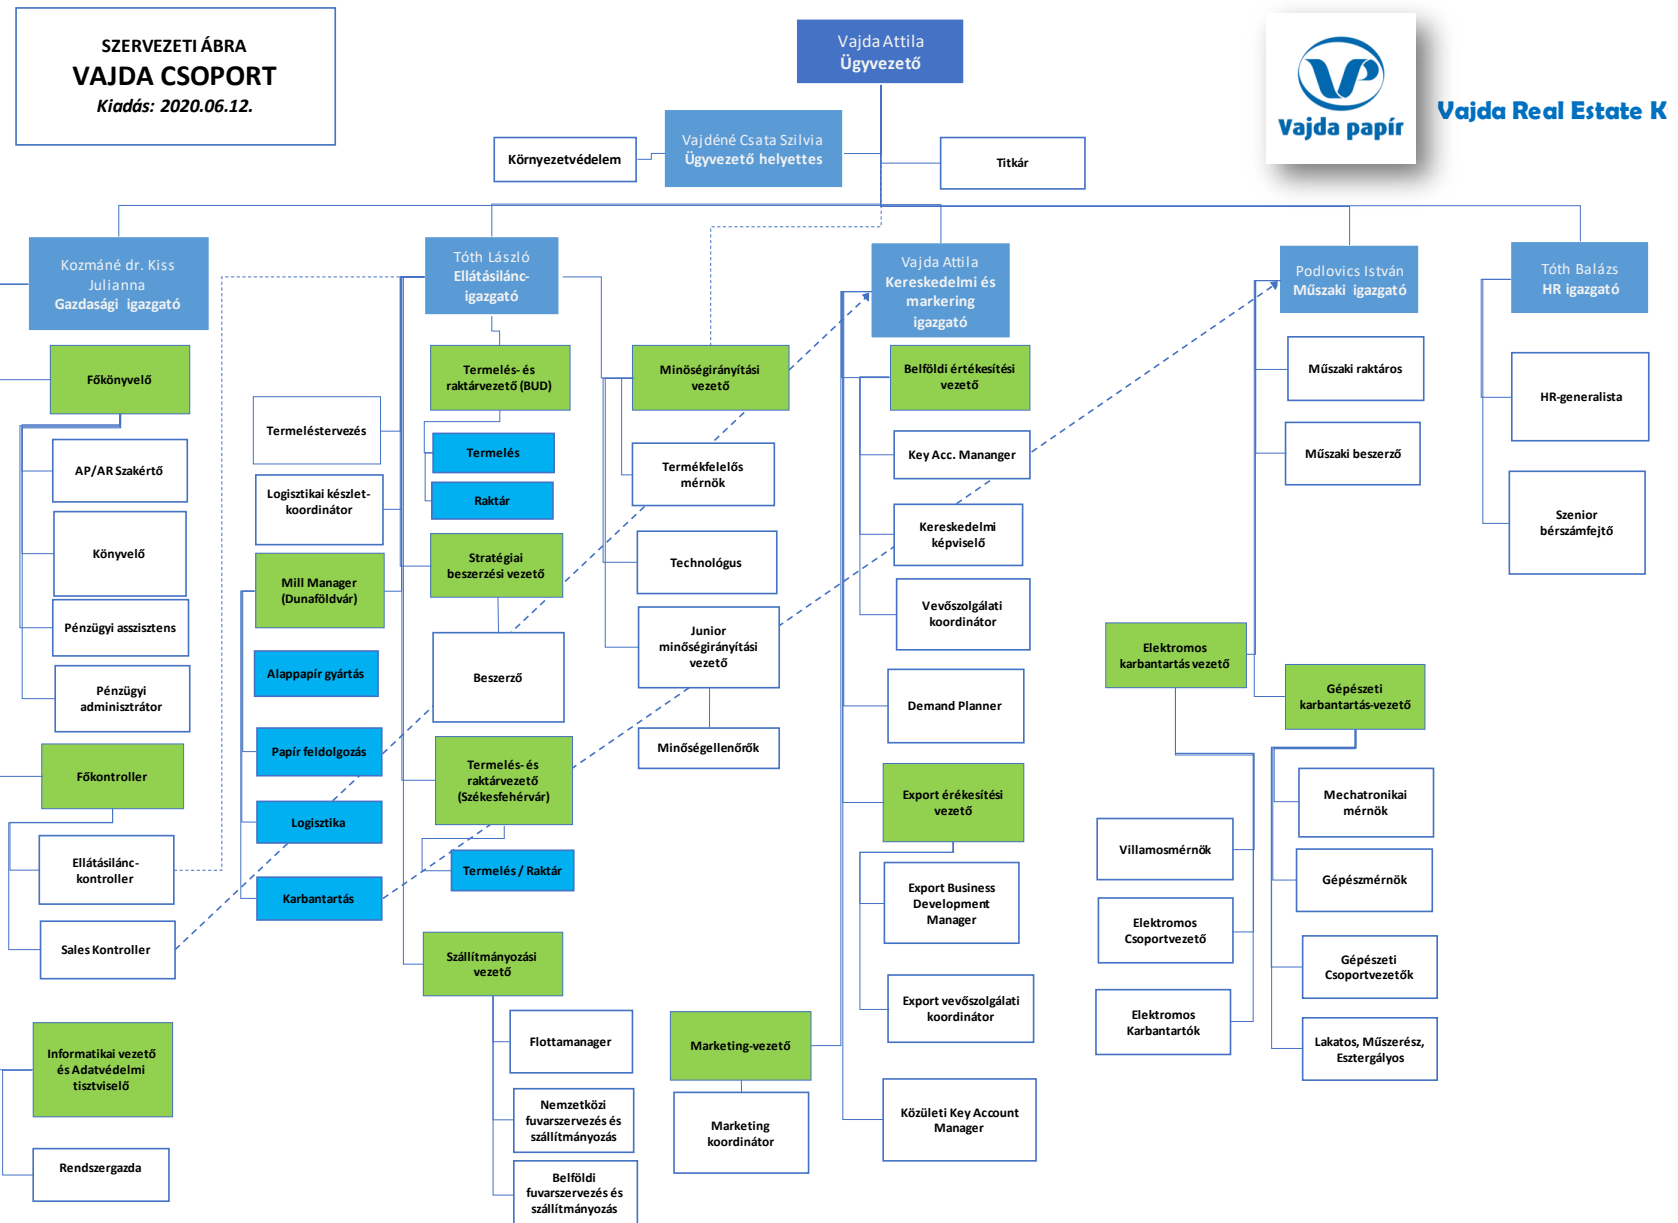 SZERVEZETI ÁBRA
VAJDA CSOPORT
Kiadás: 2020.06.12.
Vajda Attila
Ügyvezető
Vajda papír
Vajda Real Estate K
Környezetvédelem
Vajdéné Csata Szilvia
Ügyvezető helyettes
Titkár
Kozmáné dr. Kiss
Julianna
Gazdasági igazgató
Tóth László
Ellátásilánc-
igazgató
Vajda Attila
Kereskedelmi és
markering
igazgató
Podlovics István
Műszaki igazgató
Tóth Balázs
HR igazgató
Főkönyvelő
AP/AR Szakértő
Könyvelő
Pénzügyi asszisztens
Pénzügyi
adminisztrátor
Főkontroller
Ellátásilánc-
kontroller
Sales Kontroller
Informatikai vezető
és Adatvédelmi
tisztviselő
Rendszergazda
Termeléstervezés
Logisztikai készlet-
koordinátor
Mill Manager
(Dunaföldvár)
Alappapír gyártás
Papír feldolgozás
Logisztika
Karbantartás
Termelés- és
raktárvezető (BUD)
Termelés
Raktár
Stratégiai
beszerzési vezető
Beszerző
Termelés- és
raktárvezető
(Székesfehérvár)
Termelés / Raktár
Szállítmányozási
vezető
Flottamanager
Nemzetközi
fuvarszervezés és
szállítmányozás
Belföldi
fuvarszervezés és
szállítmányozás
Minőségirányítási
vezető
Termékfelelős
mérnök
Technológus
Junior
minőségirányítási
vezető
Minőségellenőrök
Belföldi értékesítési
vezető
Key Acc. Mananger
Kereskedelmi
képviselő
Vevőszolgálati
koordinátor
Demand Planner
Export érékesítési
vezető
Export Business
Development
Manager
Export vevőszolgálati
koordinátor
Marketing-vezető
Marketing
koordinátor
Közületi Key Account
Manager
Műszaki raktáros
Műszaki beszerző
Elektromos
karbantartás vezető
Villamosmérnök
Elektromos
Csoportvezető
Elektromos
Karbantartók
Gépészeti
karbantartás-vezető
Mechatronikai
mérnök
Gépészmérnök
Gépészeti
Csoportvezetők
Lakatos, Műszerész,
Esztergályos
HR-generalista
Szenior
bérszámfejtő